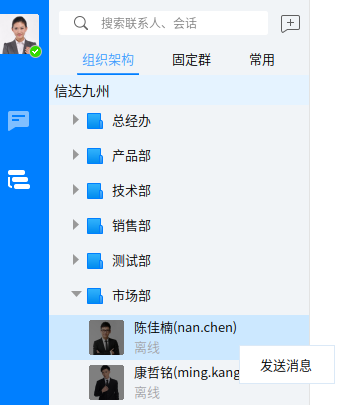 搜索联系人、会话
组织架构 固定群 常用
信达九州
总经办
产品部
技术部
销售部
测试部
市场部
陈佳楠(nan.chen)
离线
发送消息
康哲铭(ming.kang
离线